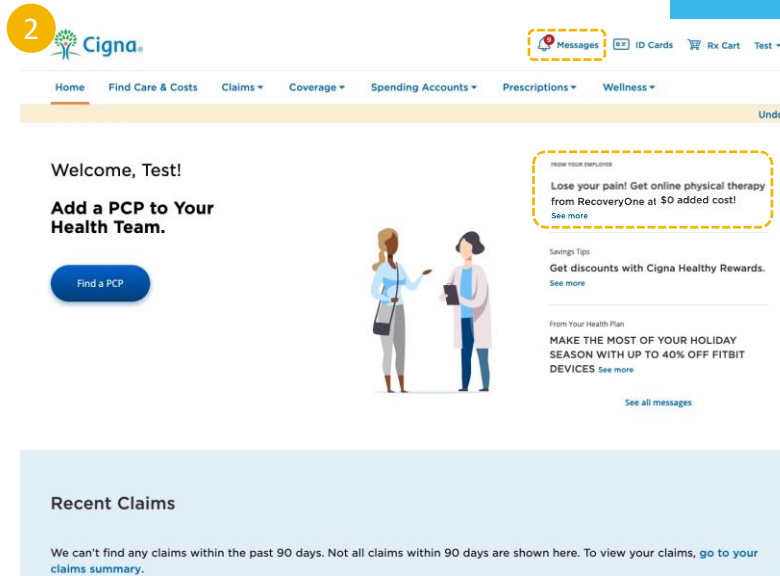 2
Cigna®
9
Messages
ID Cards
Rx Cart
Test
Home
Find Care & Costs
Claims
Coverage
Spending Accounts
Prescriptions
Wellness
Welcome, Test!
Add a PCP to Your
Health Team.
Find a PCP
FROM YOUR EMPLOYER
Lose your pain! Get online physical therapy
from RecoveryOne at $0 added cost!
See more
Savings Tips
Get discounts with Cigna Healthy Rewards.
See more
From Your Health Plan
MAKE THE MOST OF YOUR HOLIDAY
SEASON WITH UP TO 40% OFF FITBIT
DEVICES See more
See all messages
Recent Claims
We can't find any claims within the past 90 days. Not all claims within 90 days are shown here. To view your claims, go to your
claims summary.